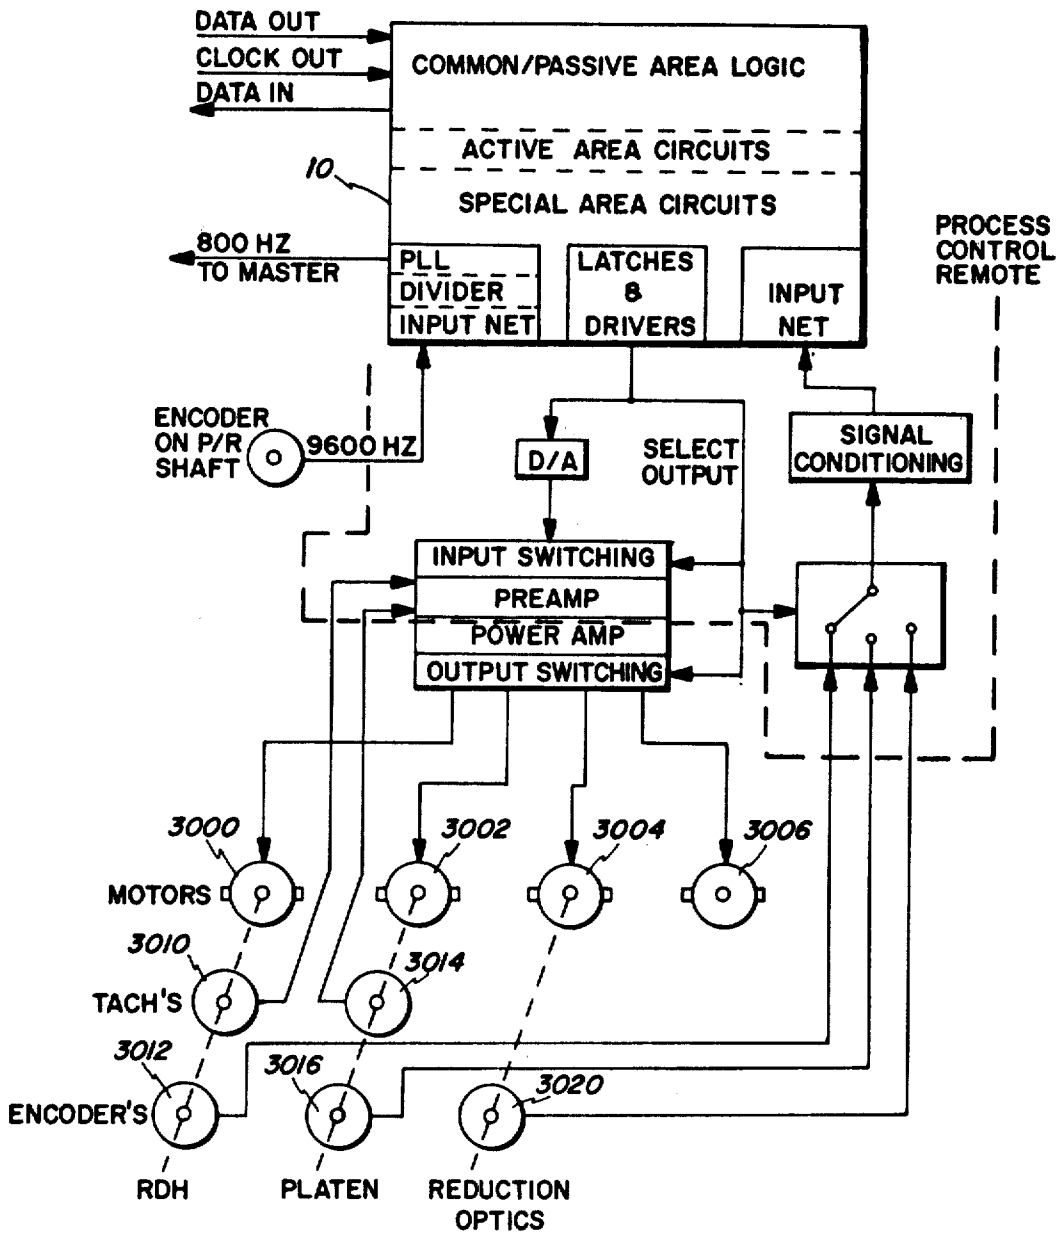 DATA OUT
CLOCK OUT
DATA IN
COMMON/PASSIVE AREA LOGIC
ACTIVE AREA CIRCUITS
10
SPECIAL AREA CIRCUITS
800 HZ
TO MASTER
PLL
DIVIDER
INPUT NET
LATCHES
&
DRIVERS
INPUT
NET
PROCESS
CONTROL
REMOTE
ENCODER
ON P/R
SHAFT
9600 HZ
D/A
SELECT
OUTPUT
SIGNAL
CONDITIONING
INPUT SWITCHING
PREAMP
POWER AMP
OUTPUT SWITCHING
3000
3002
3004
3006
MOTORS
3010
3014
TACH'S
3012
3016
3020
ENCODER'S
RDH
PLATEN
REDUCTION
OPTICS